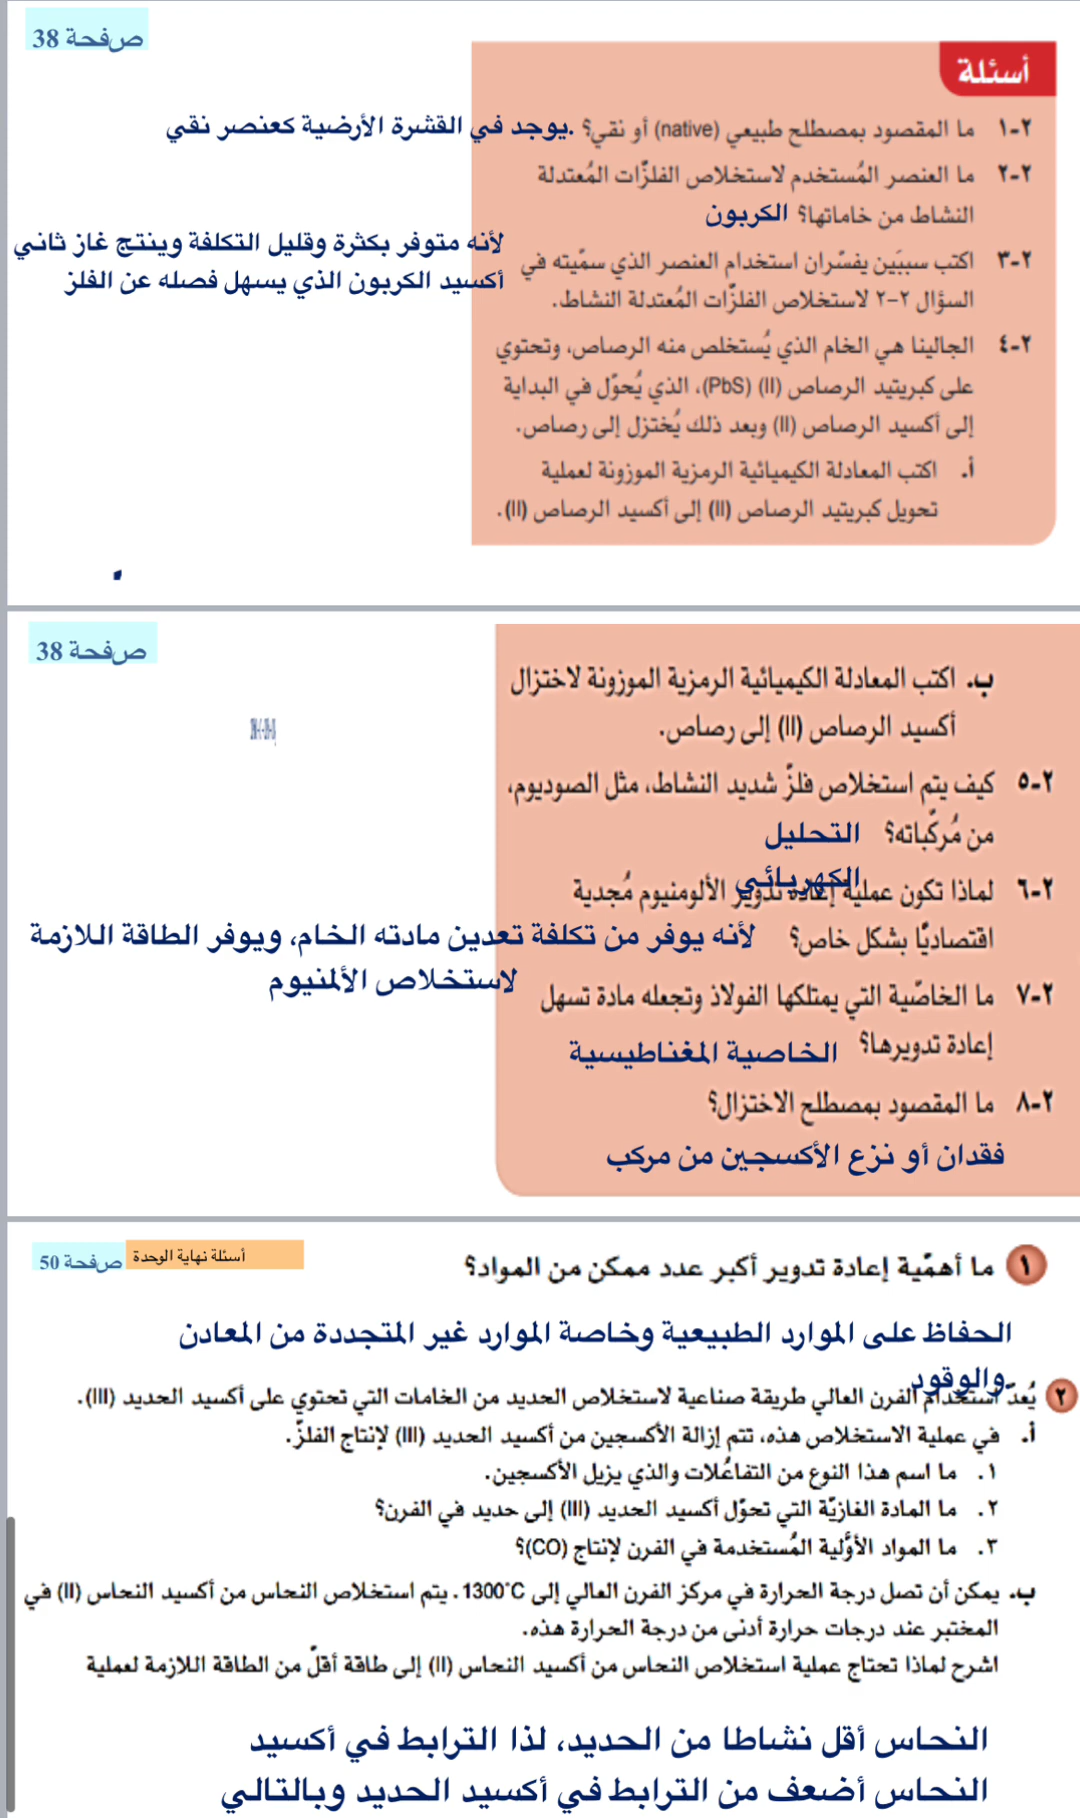 صفحة 38
أسئلة
٢-١ ما المقصود بمصطلح طبيعي (native) أو نقي؟ .يوجد في القشرة الأرضية كعنصر نقي
٢-٢ ما العنصر المُستخدم لاستخلاص الفلزّات المُعتدلة
النشاط من خاماتها؟ الكربون
٢-٣ اكتب سببَين يفسّران استخدام العنصر الذي سمّيته في
السؤال ٢-٢ لاستخلاص الفلزّات المُعتدلة النشاط.
لأنه متوفر بكثرة وقليل التكلفة وينتج غاز ثاني
أكسيد الكربون الذي يسهل فصله عن الفلز
٢-٤ الجالينا هي الخام الذي يُستخلص منه الرصاص، وتحتوي
على كبريتيد الرصاص (II) (PbS)، الذي يُحوّل في البداية
إلى أكسيد الرصاص (II) وبعد ذلك يُختزل إلى رصاص.
أ. اكتب المعادلة الكيميائية الرمزية الموزونة لعملية
تحويل كبريتيد الرصاص (II) إلى أكسيد الرصاص (II).
صفحة 38
ب. اكتب المعادلة الكيميائية الرمزية الموزونة لاختزال
أكسيد الرصاص (II) إلى رصاص.
٢-٥ كيف يتم استخلاص فلزّ شديد النشاط، مثل الصوديوم،
من مُركّباته؟ التحليل
الكهربائي
٢-٦ لماذا تكون عملية إعادة تدوير الألومنيوم مُجدية
اقتصاديًا بشكل خاص؟ لأنه يوفر من تكلفة تعدين مادته الخام، ويوفر الطاقة اللازمة
لاستخلاص الألمنيوم
٢-٧ ما الخاصّية التي يمتلكها الفولاذ وتجعله مادة تسهل
إعادة تدويرها؟ الخاصية المغناطيسية
٢-٨ ما المقصود بمصطلح الاختزال؟
فقدان أو نزع الأكسجين من مركب
أسئلة نهاية الوحدة صفحة 50
١ ما أهمّية إعادة تدوير أكبر عدد ممكن من المواد؟
الحفاظ على الموارد الطبيعية وخاصة الموارد غير المتجددة من المعادن
والوقود
٢ يُعدّ استخدام الفرن العالي طريقة صناعية لاستخلاص الحديد من الخامات التي تحتوي على أكسيد الحديد (III).
أ. في عملية الاستخلاص هذه، تتم إزالة الأكسجين من أكسيد الحديد (III) لإنتاج الفلزّ.
١. ما اسم هذا النوع من التفاعُلات والذي يزيل الأكسجين.
٢. ما المادة الغازيّة التي تحوّل أكسيد الحديد (III) إلى حديد في الفرن؟
٣. ما المواد الأوّلية المُستخدمة في الفرن لإنتاج (CO)؟
ب. يمكن أن تصل درجة الحرارة في مركز الفرن العالي إلى 1300°C. يتم استخلاص النحاس من أكسيد النحاس (II) في
المختبر عند درجات حرارة أدنى من درجة الحرارة هذه.
اشرح لماذا تحتاج عملية استخلاص النحاس من أكسيد النحاس (II) إلى طاقة أقلّ من الطاقة اللازمة لعملية
النحاس أقل نشاطا من الحديد، لذا الترابط في أكسيد
النحاس أضعف من الترابط في أكسيد الحديد وبالتالي